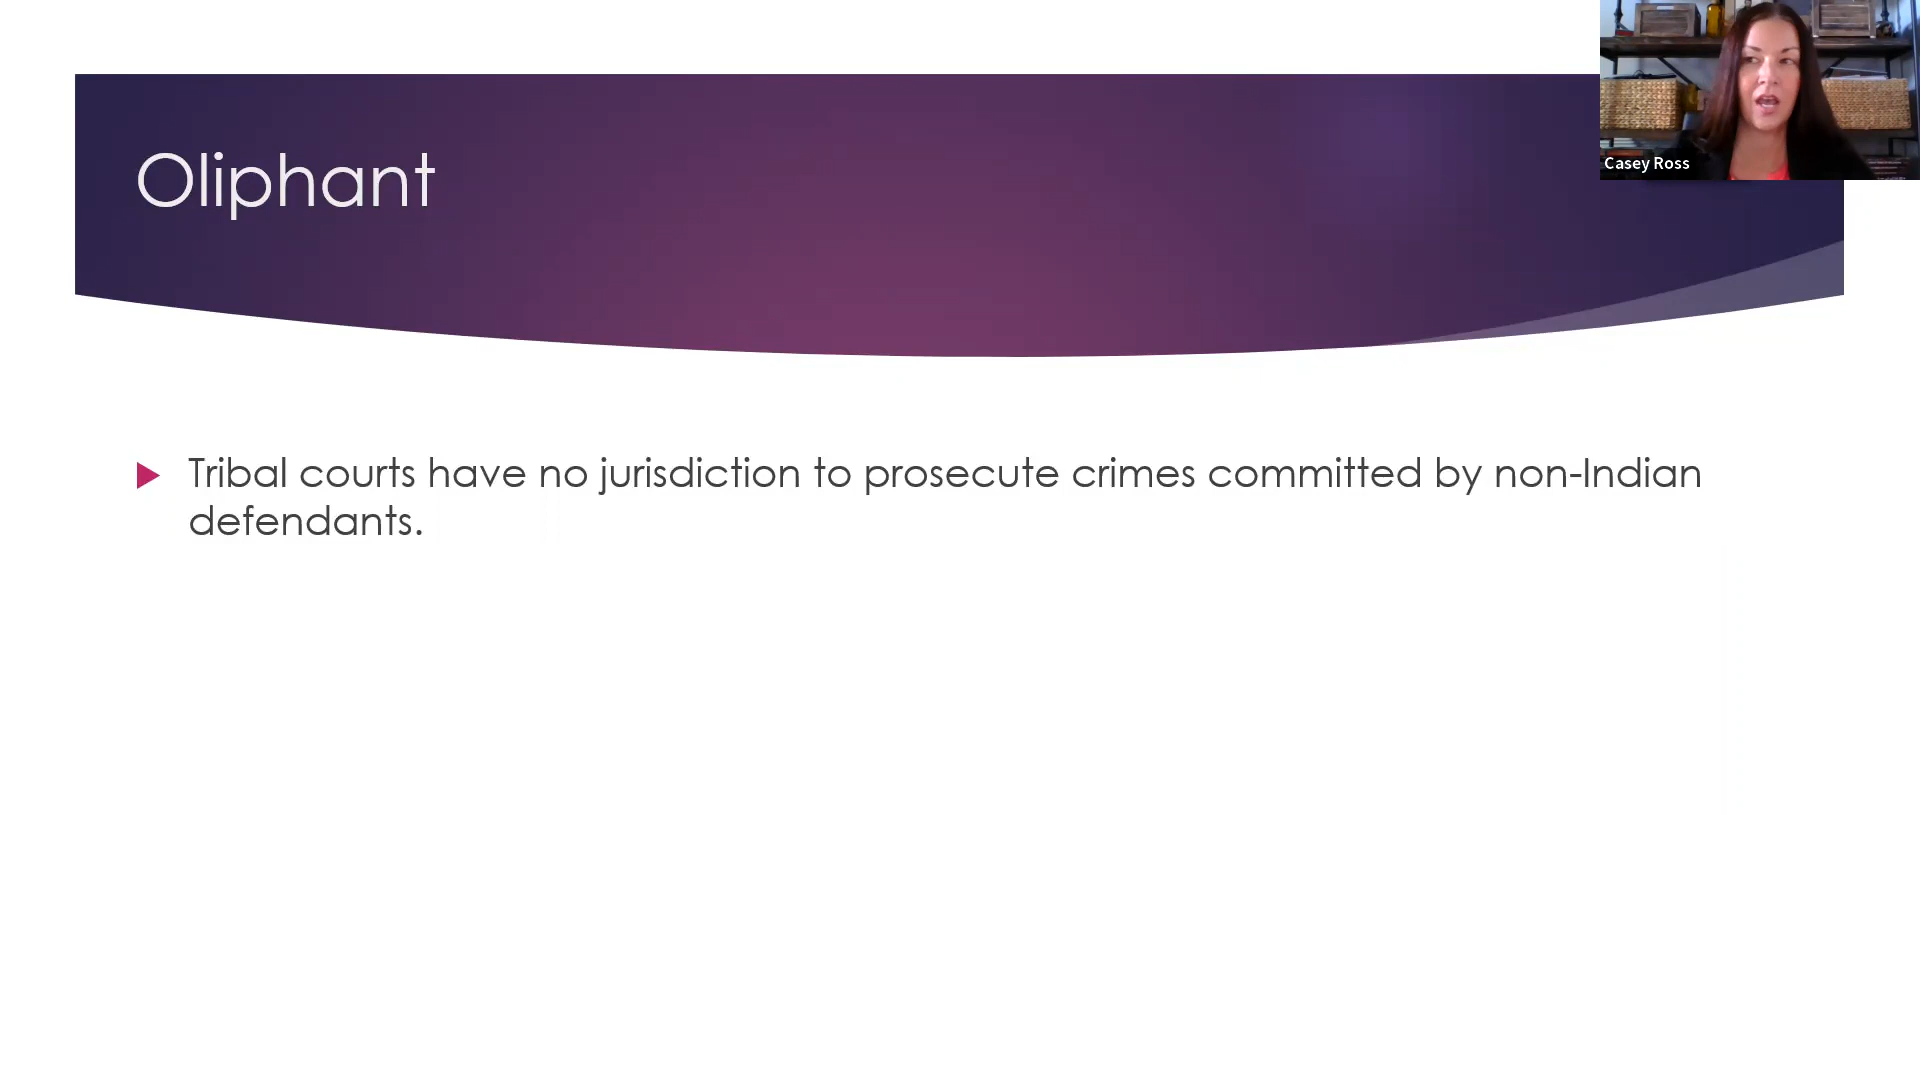 Oliphant
Casey Ross
Tribal courts have no jurisdiction to prosecute crimes committed by non-Indian
defendants.